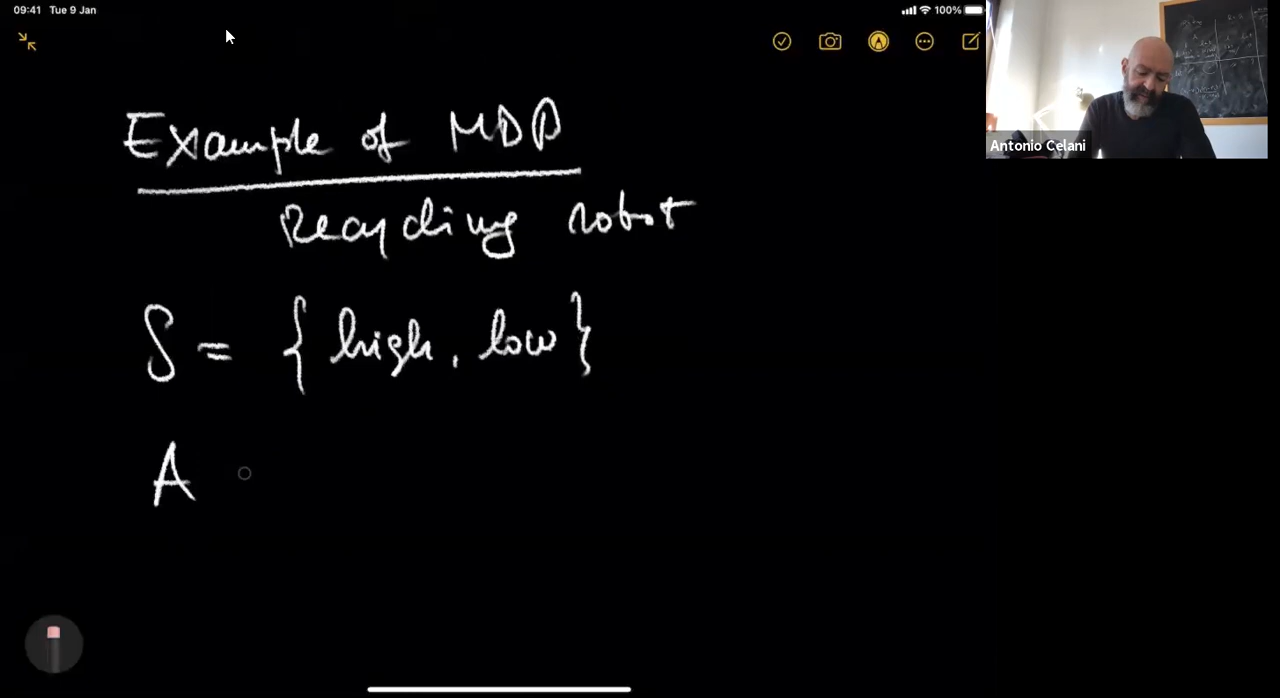 09:41 Tue 9 Jan
100%
Antonio Celani
Example of MDP
Recycling robot
S = { high, low }
A